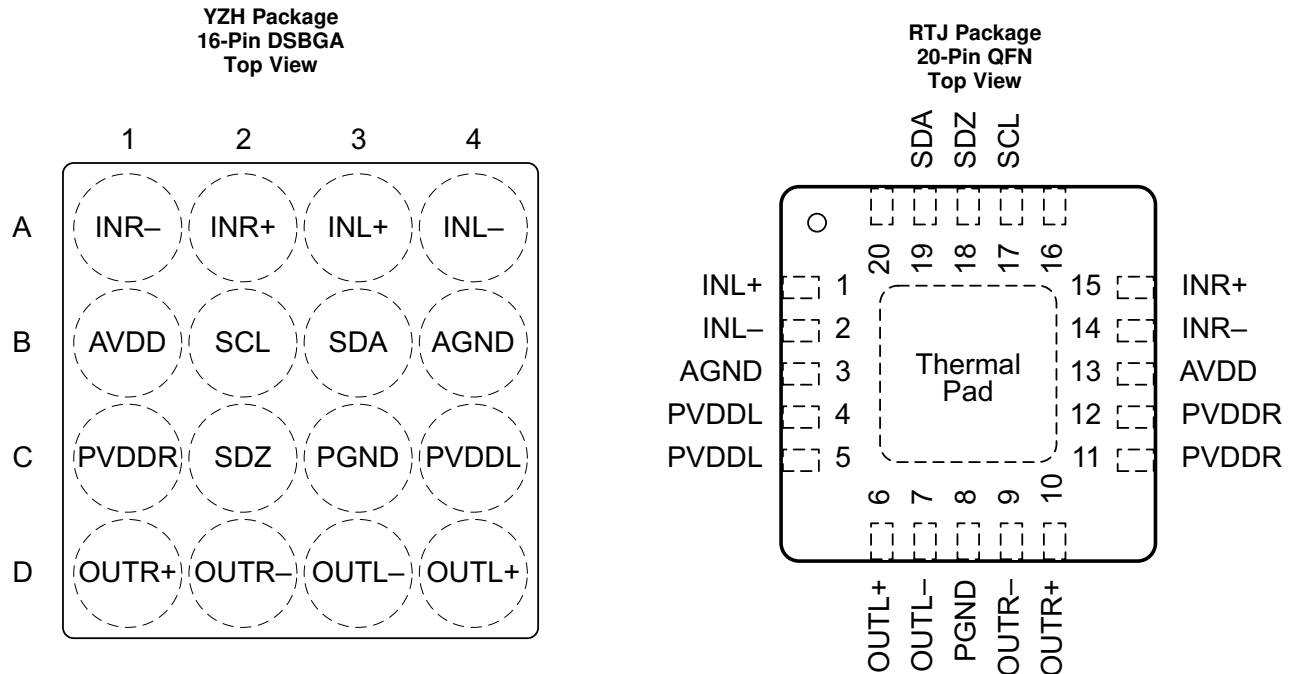 YZH Package
16-Pin DSBGA
Top View
1 2 3 4
A INR– INR+ INL+ INL–
B AVDD SCL SDA AGND
C PVDDR SDZ PGND PVDDL
D OUTR+ OUTR– OUTL– OUTL+
RTJ Package
20-Pin QFN
Top View
SDA SDZ SCL
20 19 18 17 16
INL+ 1 15 INR+
INL– 2 14 INR–
AGND 3 13 AVDD
PVDDL 4 12 PVDDR
PVDDL 5 11 PVDDR
Thermal
Pad
6 7 8 9 10
OUTL+ OUTL– PGND OUTR– OUTR+